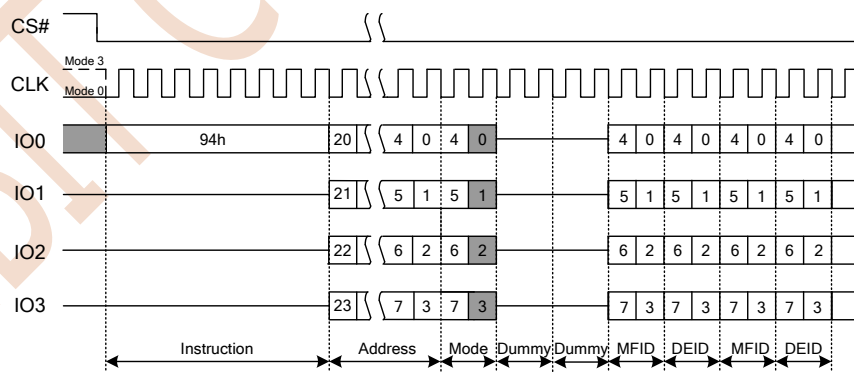 CS#
Mode 3
CLK
Mode 0
IO0 94h 20 4 0 4 0 4 0 4 0 4 0 4 0
IO1 21 5 1 5 1 5 1 5 1 5 1 5 1
IO2 22 6 2 6 2 6 2 6 2 6 2 6 2
IO3 23 7 3 7 3 7 3 7 3 7 3 7 3
Instruction Address Mode Dummy Dummy MFID DEID MFID DEID